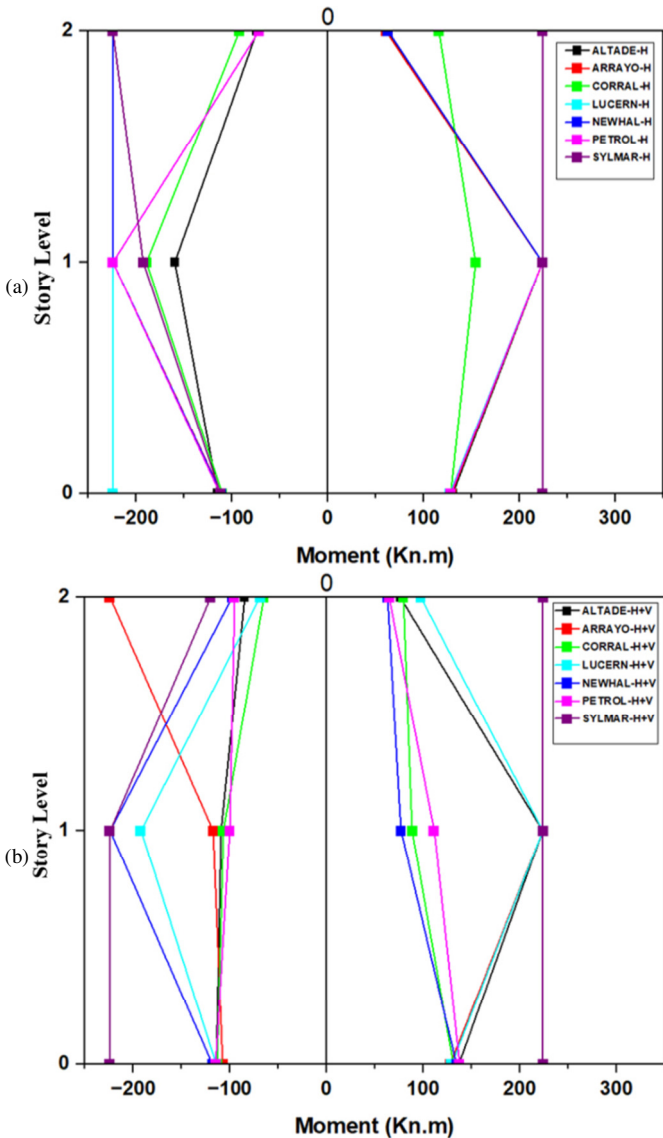 0
2
ALTADE-H
ARRAYO-H
CORRAL-H
LUCERN-H
NEWHAL-H
PETROL-H
SYLMAR-H
(a)
Story Level
1
0
−200 −100 0 100 200 300
Moment (Kn.m)
0
2
ALTADE-H+V
ARRAYO-H+V
CORRAL-H+V
LUCERN-H+V
NEWHAL-H+V
PETROL-H+V
SYLMAR-H+V
(b)
Story Level
1
0
−200 −100 0 100 200 300
Moment (Kn.m)